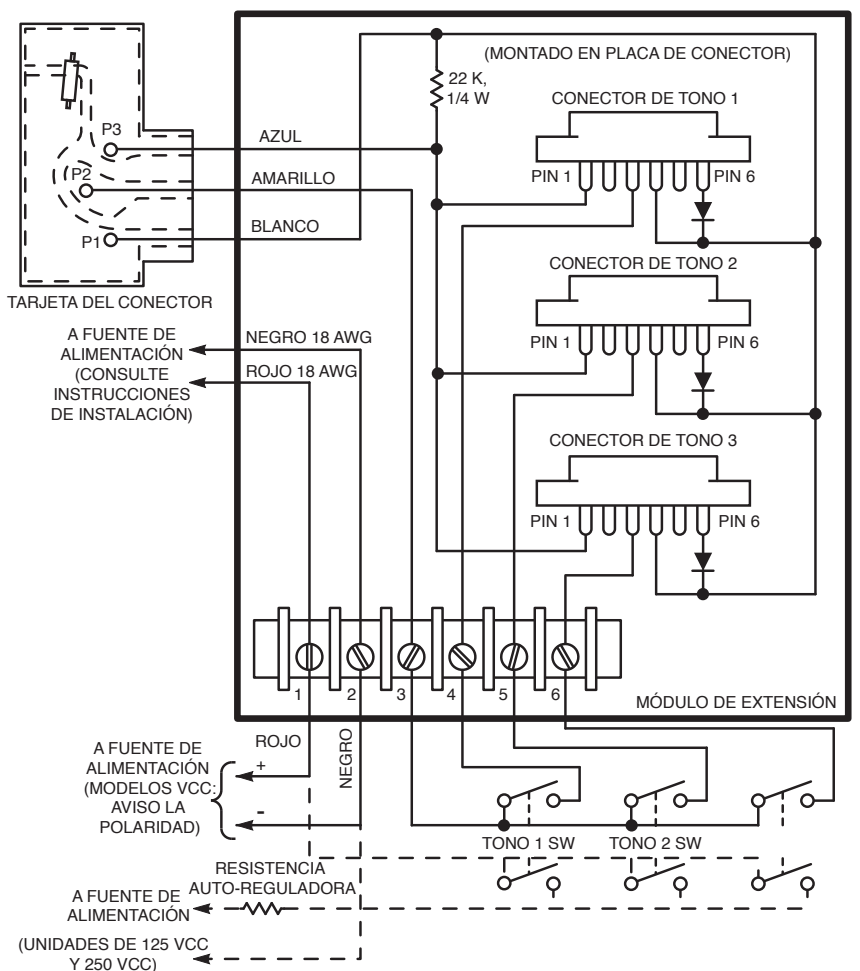 (MONTADO EN PLACA DE CONECTOR)
22 K,
1/4 W
CONECTOR DE TONO 1
P3
AZUL
PIN 1
PIN 6
P2
AMARILLO
P1
BLANCO
TARJETA DEL CONECTOR
CONECTOR DE TONO 2
A FUENTE DE
ALIMENTACIÓN
(CONSULTE
INSTRUCCIONES
DE INSTALACIÓN)
NEGRO 18 AWG
ROJO 18 AWG
PIN 1
PIN 6
CONECTOR DE TONO 3
PIN 1
PIN 6
1
2
3
4
5
6
MÓDULO DE EXTENSIÓN
ROJO
NEGRO
A FUENTE DE
ALIMENTACIÓN
(MODELOS VCC:
AVISO LA
POLARIDAD)
+
-
TONO 1 SW
TONO 2 SW
RESISTENCIA
AUTO-REGULADORA
A FUENTE DE
ALIMENTACIÓN
(UNIDADES DE 125 VCC
Y 250 VCC)